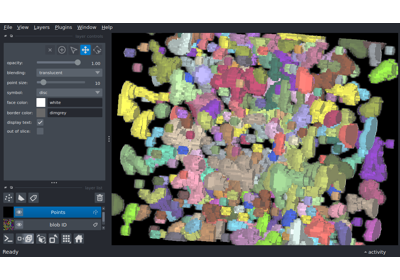 File View Layers Plugins Window Help
opacity: 1.00
blending: translucent
point size: 10
symbol: disc
face color: white
border color: dimgrey
display text: ✓
out of slice:
Points
blob ID
Ready
activity